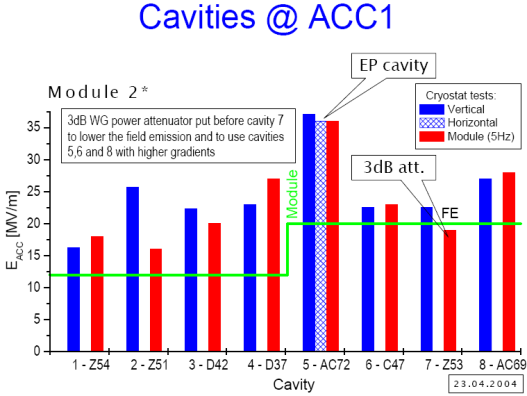 Cavities @ ACC1
EP cavity
Module 2*
3dB WG power attenuator put before cavity 7
to lower the field emission and to use cavities
5,6 and 8 with higher gradients
Cryostat tests:
Vertical
Horizontal
Module (5Hz)
3dB att.
Module
FE
E_ACC [MV/m]
35
30
25
20
15
10
5
0
1 - Z54 2 - Z51 3 - D42 4 - D37 5 - AC72 6 - C47 7 - Z53 8 - AC69
Cavity
23.04.2004